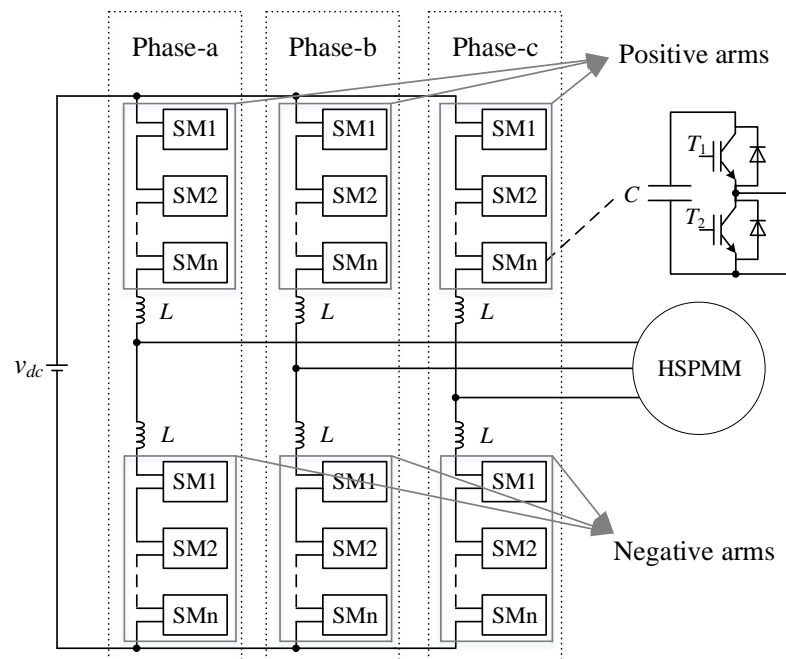 Phase-a Phase-b Phase-c
Positive arms
SM1 SM1 SM1
T1
SM2 SM2 SM2
C
T2
SMn SMn SMn
L L L
vdc
HSPMM
L L L
SM1 SM1 SM1
SM2 SM2 SM2
Negative arms
SMn SMn SMn